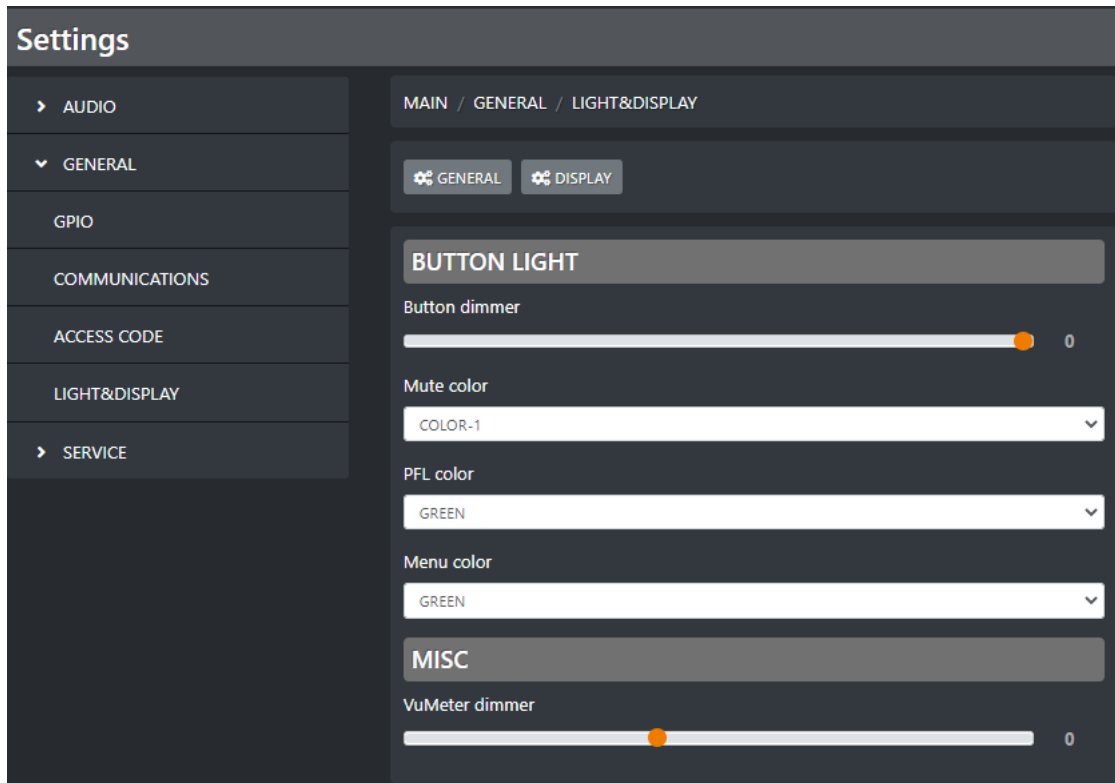 Settings
AUDIO
GENERAL
GPIO
COMMUNICATIONS
ACCESS CODE
LIGHT&DISPLAY
SERVICE
MAIN / GENERAL / LIGHT&DISPLAY
GENERAL DISPLAY
BUTTON LIGHT
Button dimmer
0
Mute color
COLOR-1
PFL color
GREEN
Menu color
GREEN
MISC
VuMeter dimmer
0